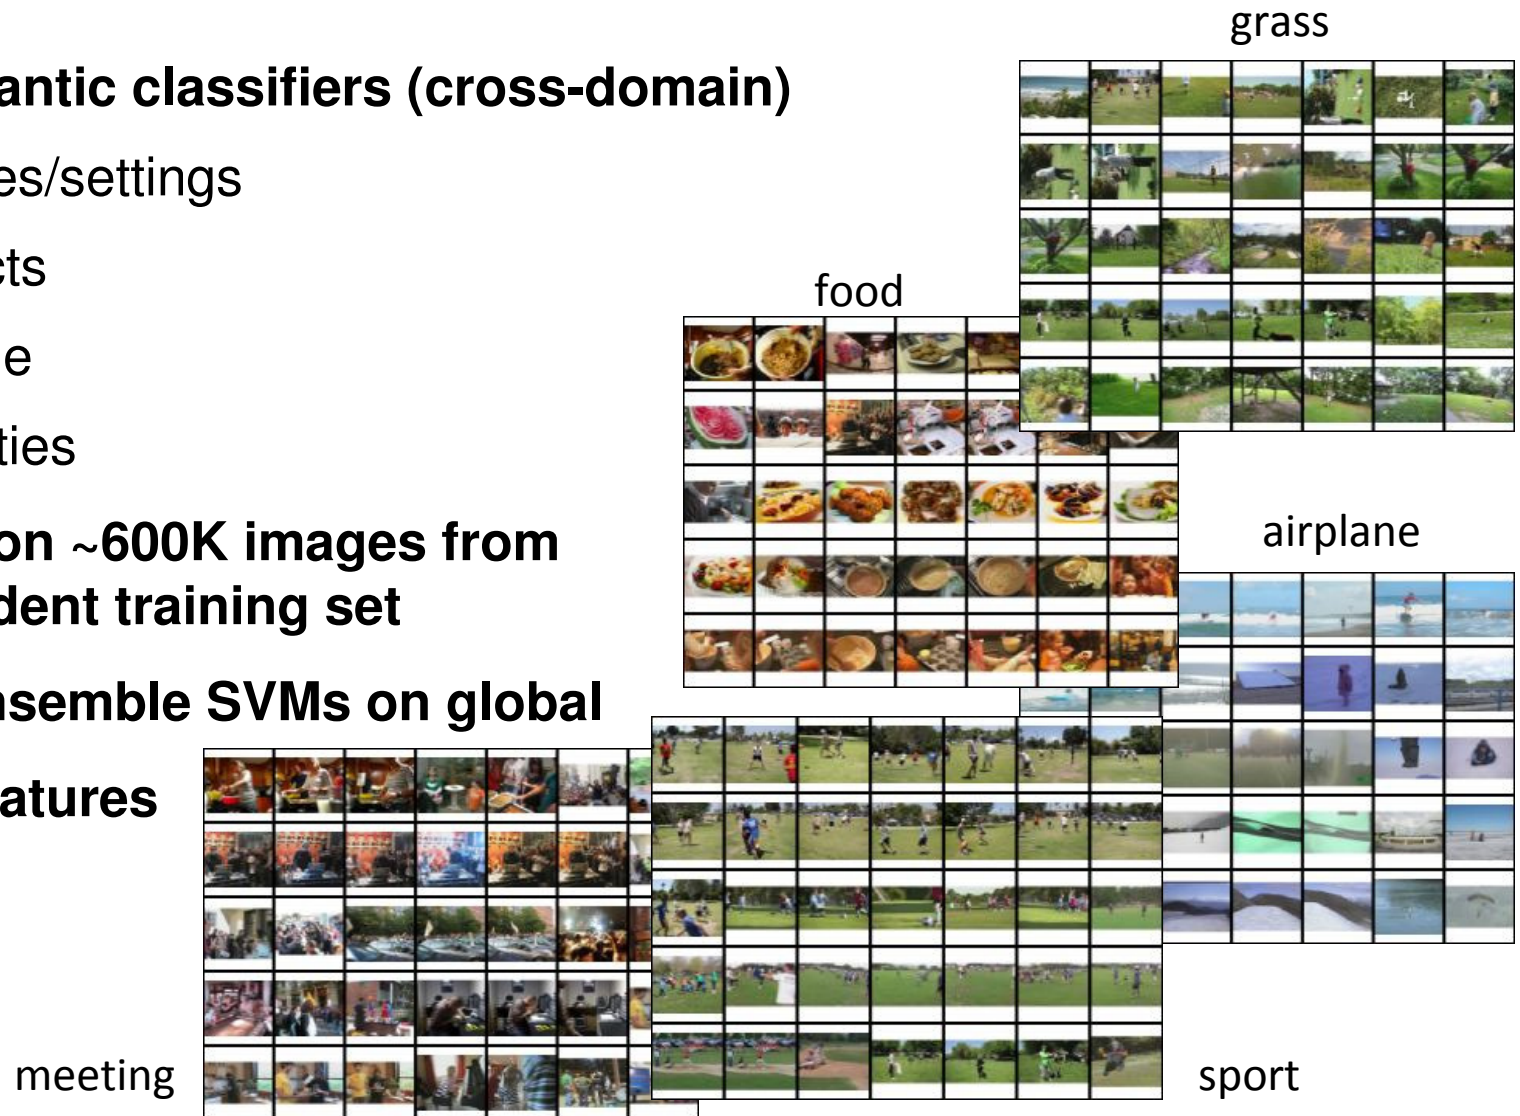 grass
antic classifiers (cross-domain)
es/settings
cts
food
e
ties
airplane
on ~600K images from
dent training set
nsemble SVMs on global
atures
meeting
sport